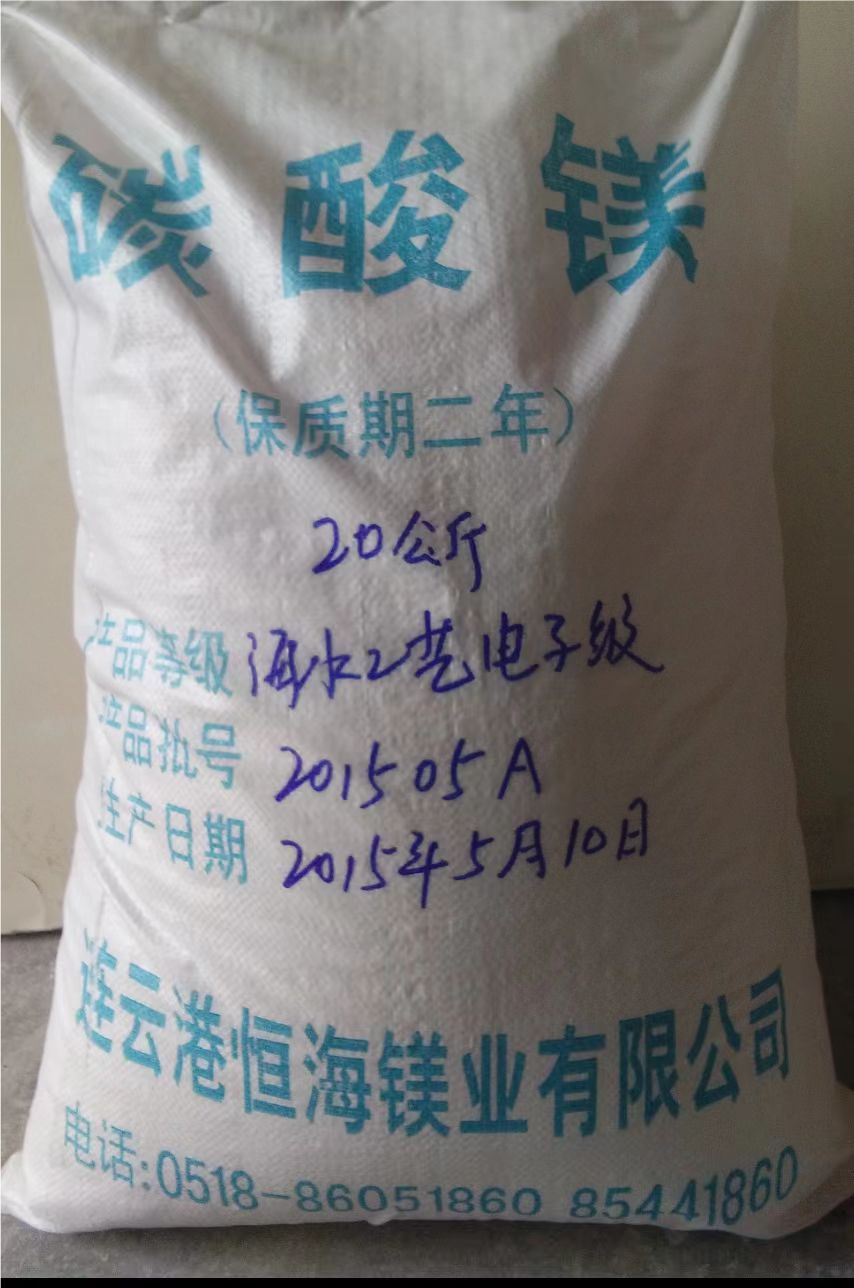 碳酸镁
(保质期二年)
20公斤
产品等级 海水工艺电子级
产品批号 201505A
生产日期 2015年5月10日
连云港恒海镁业有限公司
电话:0518-86051860 85441860